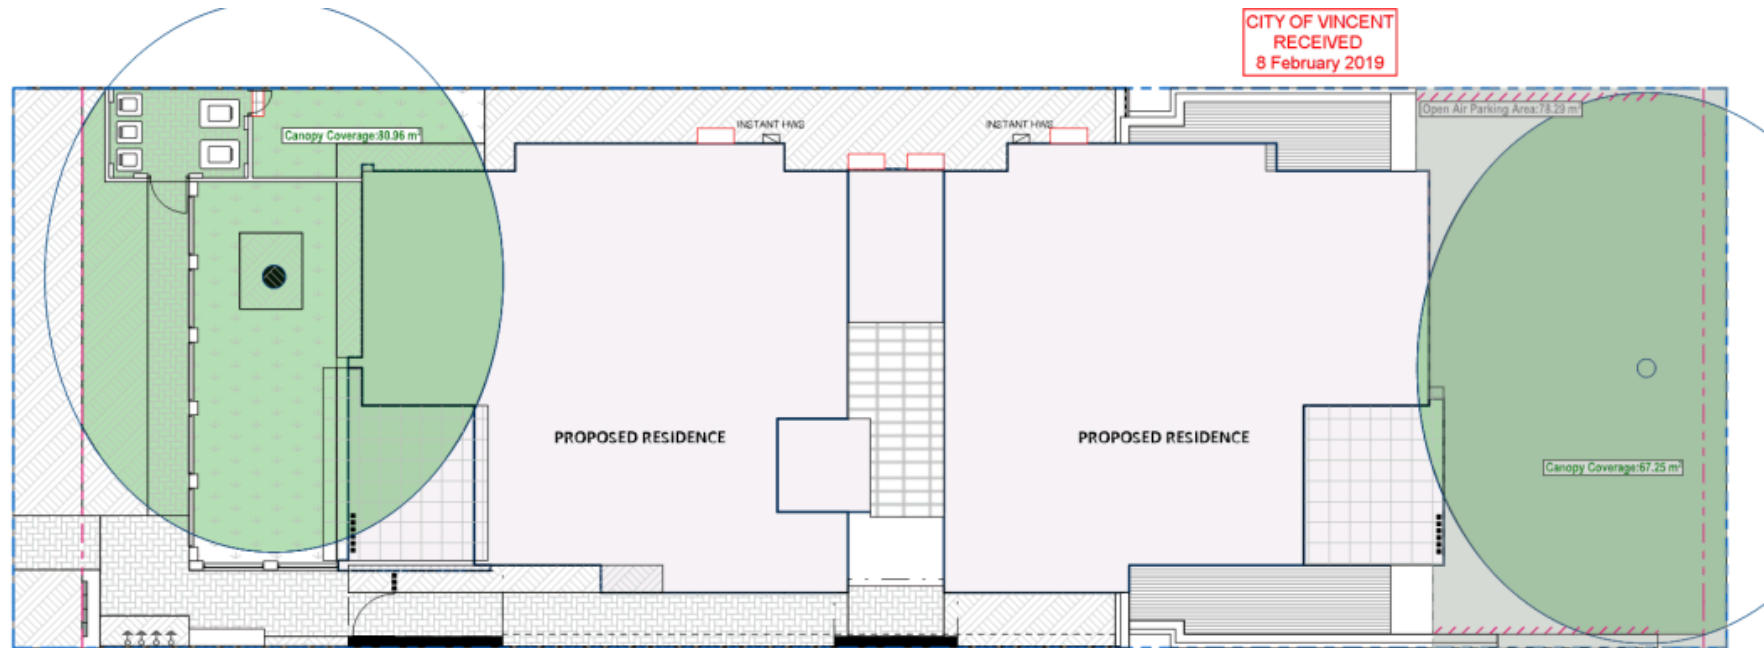 CITY OF VINCENT
RECEIVED
8 February 2019
Open Air Parking Area:78.29 m²
INSTANT HWS
INSTANT HWS
Canopy Coverage:80.96 m²
PROPOSED RESIDENCE
PROPOSED RESIDENCE
Canopy Coverage:67.25 m²